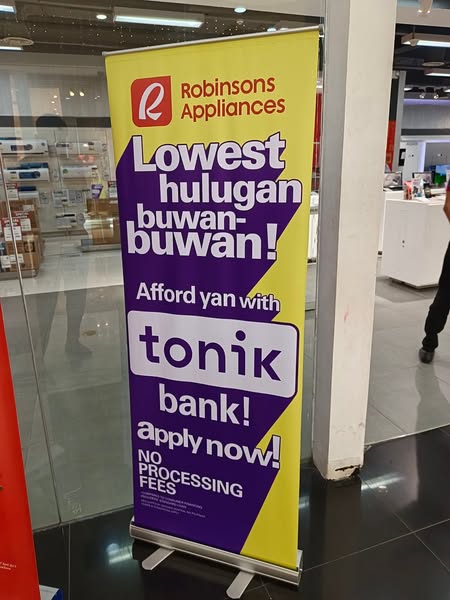 Robinsons
Appliances
Lowest
hulugan
buwan-
buwan!
Afford yan with
tonik
bank!
apply now!
NO
PROCESSING
FEES